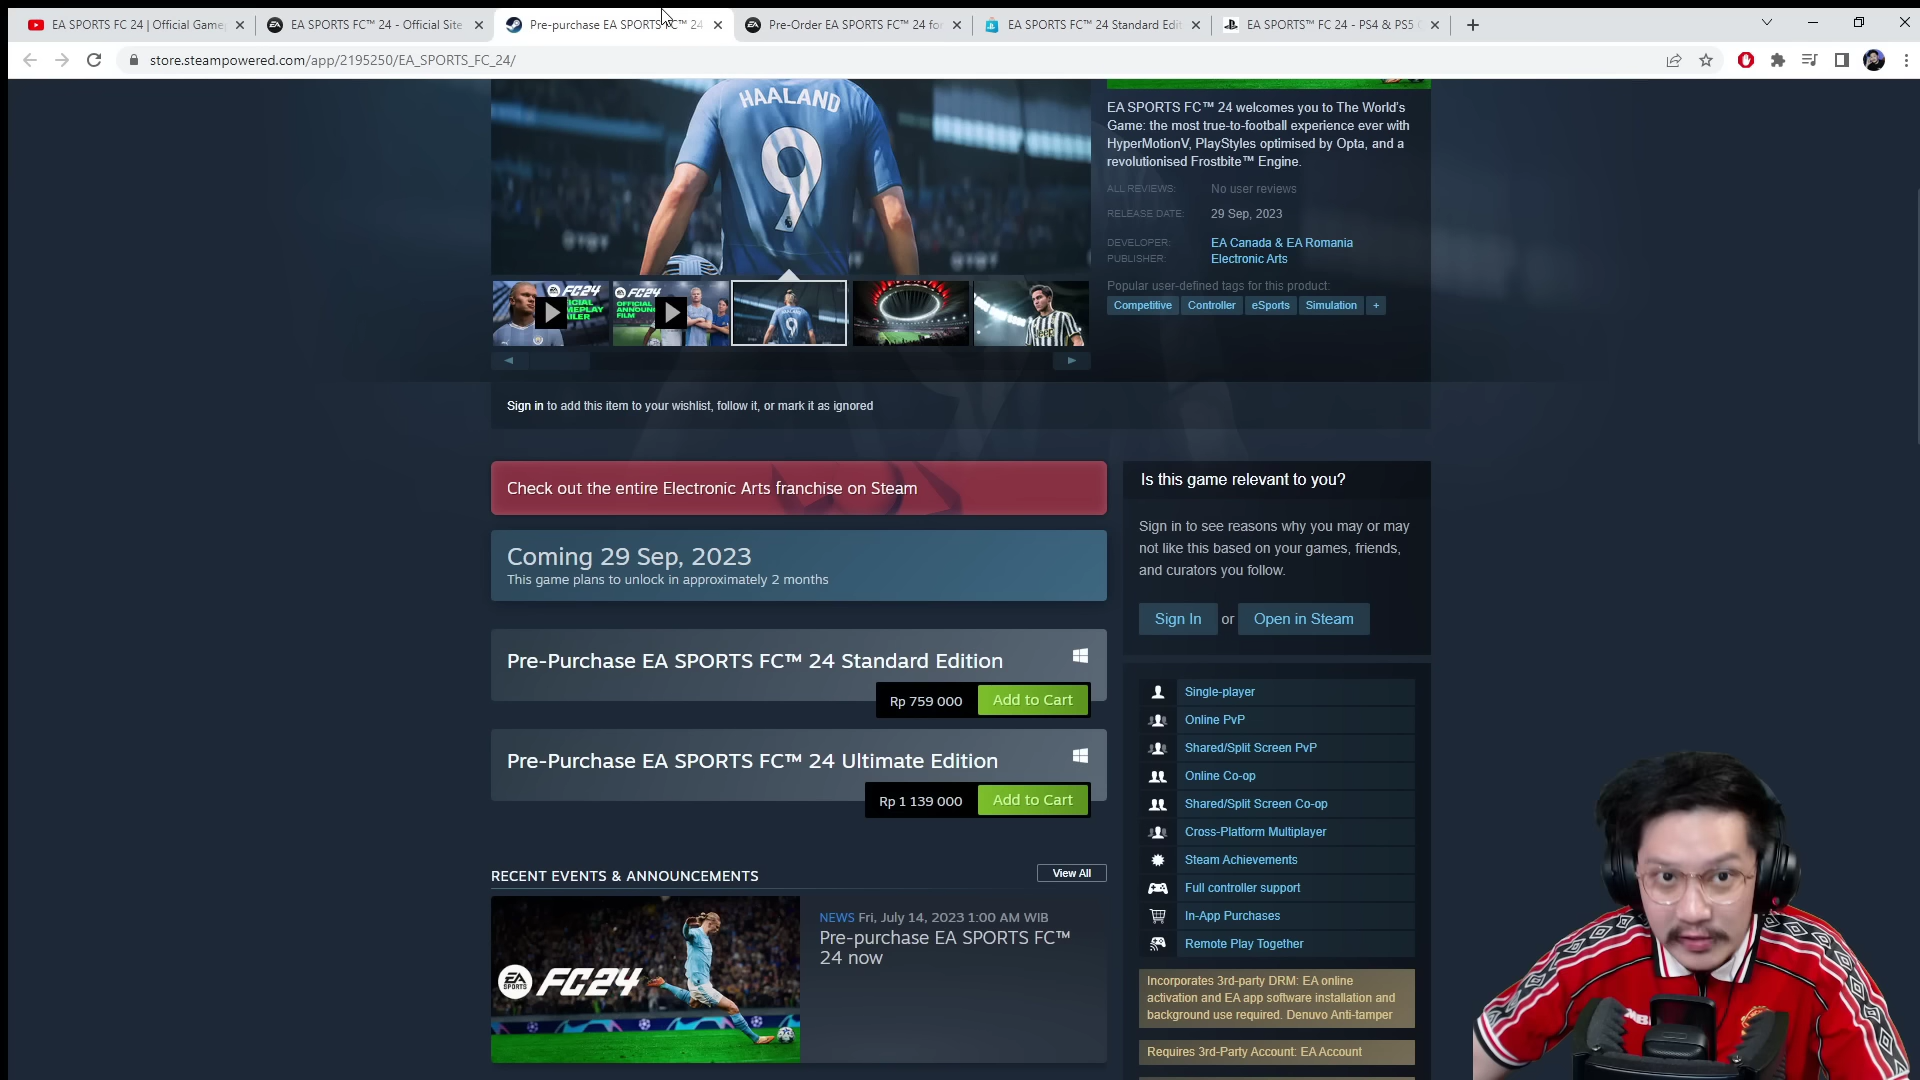 EA SPORTS FC 24 | Official Game
EA SPORTS FC™ 24 - Official Site
Pre-purchase EA SPORTS FC™ 24
Pre-Order EA SPORTS FC™ 24 for
EA SPORTS FC™ 24 Standard Edit
EA SPORTS™ FC 24 - PS4 & PS5
store.steampowered.com/app/2195250/EA_SPORTS_FC_24/
HAALAND
9
EA SPORTS FC™ 24 welcomes you to The World's
Game: the most true-to-football experience ever with
HyperMotionV, PlayStyles optimised by Opta, and a
revolutionised Frostbite™ Engine.
ALL REVIEWS: No user reviews
RELEASE DATE: 29 Sep, 2023
DEVELOPER: EA Canada & EA Romania
PUBLISHER: Electronic Arts
Popular user-defined tags for this product:
Competitive Controller eSports Simulation +
FC24
FC24
OFFICIAL
9
Jeep
Sign in to add this item to your wishlist, follow it, or mark it as ignored
Check out the entire Electronic Arts franchise on Steam
Coming 29 Sep, 2023
This game plans to unlock in approximately 2 months
Pre-Purchase EA SPORTS FC™ 24 Standard Edition
Rp 759 000 Add to Cart
Pre-Purchase EA SPORTS FC™ 24 Ultimate Edition
Rp 1 139 000 Add to Cart
RECENT EVENTS & ANNOUNCEMENTS
View All
NEWS Fri, July 14, 2023 1:00 AM WIB
Pre-purchase EA SPORTS FC™
24 now
EA SPORTS FC24
Is this game relevant to you?
Sign in to see reasons why you may or may
not like this based on your games, friends,
and curators you follow.
Sign In or Open in Steam
Single-player
Online PvP
Shared/Split Screen PvP
Online Co-op
Shared/Split Screen Co-op
Cross-Platform Multiplayer
Steam Achievements
Full controller support
In-App Purchases
Remote Play Together
Incorporates 3rd-party DRM: EA online
activation and EA app software installation and
background use required. Denuvo Anti-tamper
Requires 3rd-Party Account: EA Account